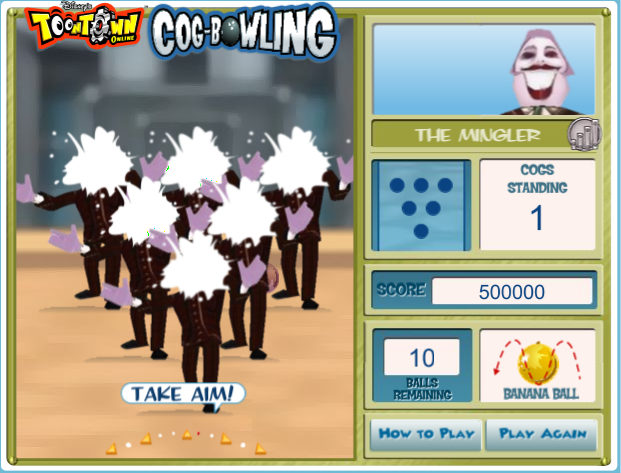 Disney's
TOONTOWN
ONLINE
COG-BOWLING
THE MINGLER
COGS
STANDING
1
SCORE 500000
10
BALLS
REMAINING
BANANA BALL
TAKE AIM!
HOW TO PLAY
PLAY AGAIN